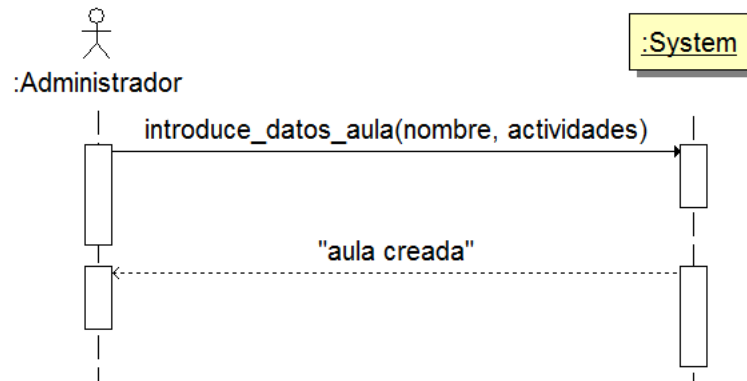 :System
:Administrador
introduce_datos_aula(nombre, actividades)
"aula creada"